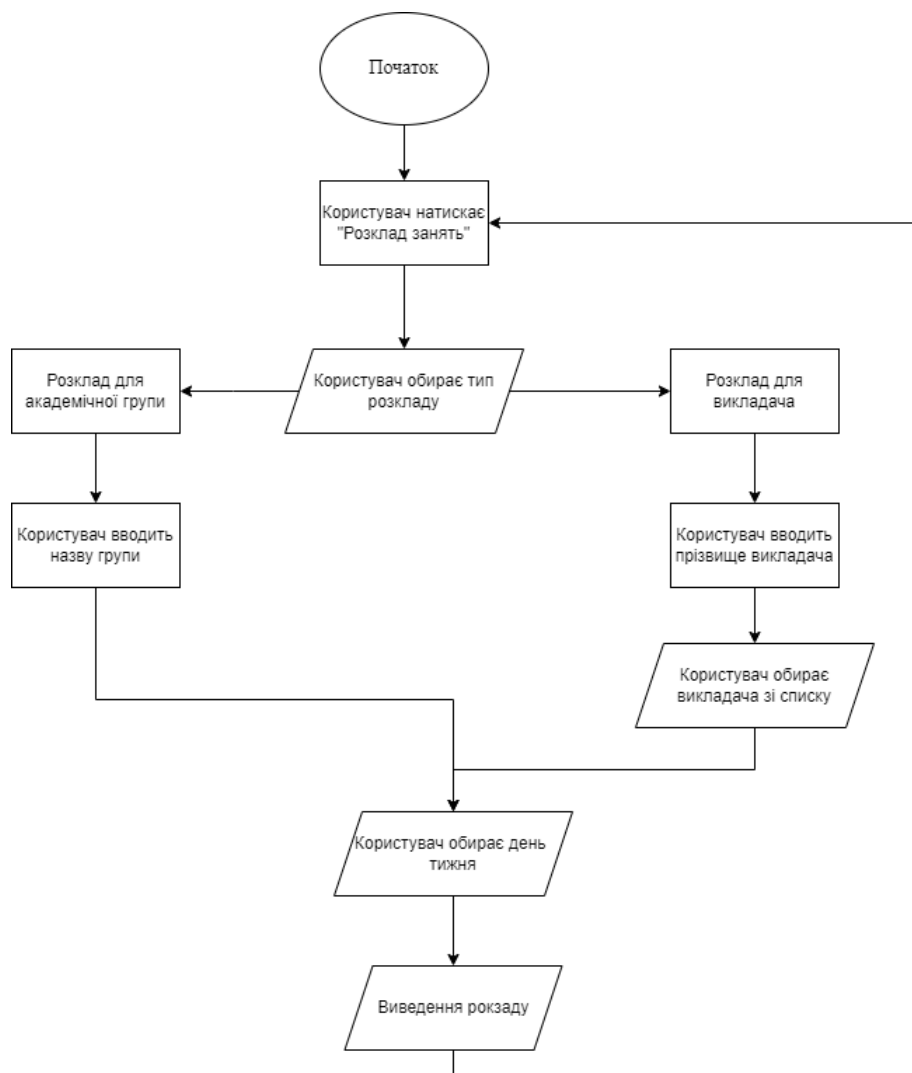 Початок
Користувач натискає
"Розклад занять"
Розклад для
академічної групи
Користувач обирає тип
розкладу
Розклад для
викладача
Користувач вводить
назву групи
Користувач вводить
прізвище викладача
Користувач обирає
викладача зі списку
Користувач обирає день
тижня
Виведення рокзаду